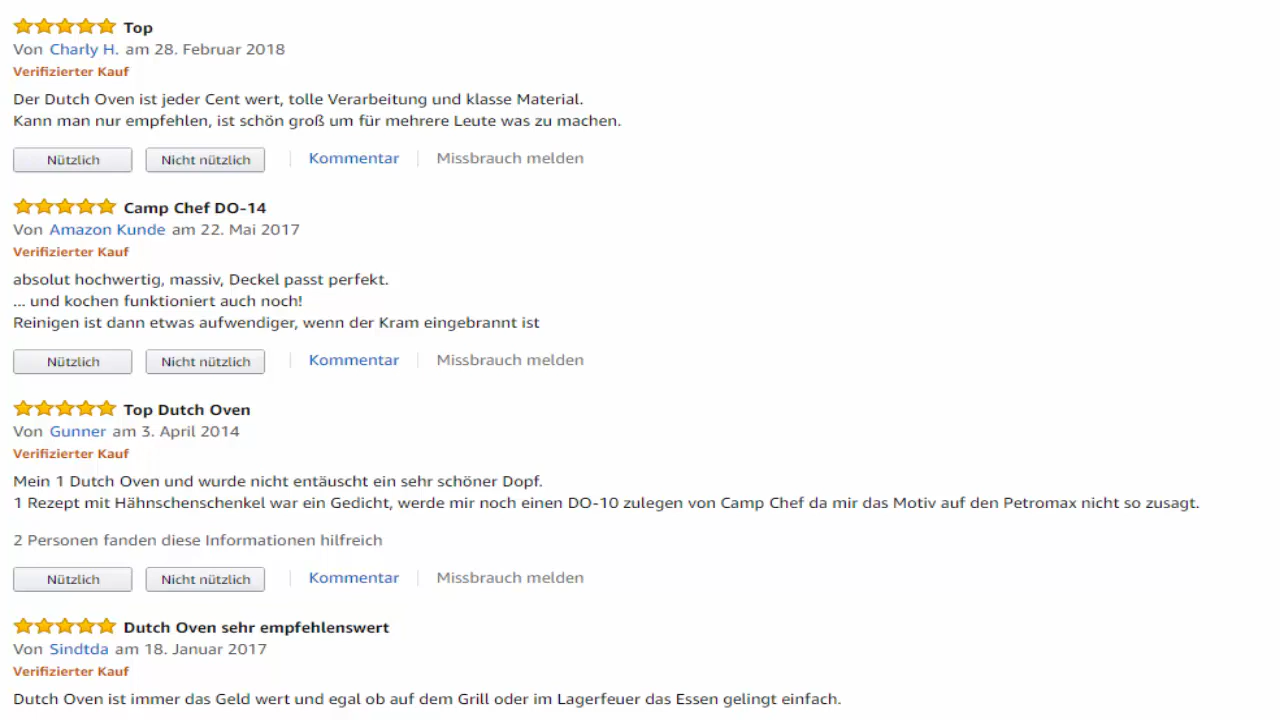 Top
Von Charly H. am 28. Februar 2018
Verifizierter Kauf
Der Dutch Oven ist jeder Cent wert, tolle Verarbeitung und klasse Material.
Kann man nur empfehlen, ist schön groß um für mehrere Leute was zu machen.
Nützlich Nicht nützlich Kommentar Missbrauch melden
Camp Chef DO-14
Von Amazon Kunde am 22. Mai 2017
Verifizierter Kauf
absolut hochwertig, massiv, Deckel passt perfekt.
... und kochen funktioniert auch noch!
Reinigen ist dann etwas aufwendiger, wenn der Kram eingebrannt ist
Nützlich Nicht nützlich Kommentar Missbrauch melden
Top Dutch Oven
Von Gunner am 3. April 2014
Verifizierter Kauf
Mein 1 Dutch Oven und wurde nicht entäuscht ein sehr schöner Dopf.
1 Rezept mit Hähnschenschenkel war ein Gedicht, werde mir noch einen DO-10 zulegen von Camp Chef da mir das Motiv auf den Petromax nicht so zusagt.
2 Personen fanden diese Informationen hilfreich
Nützlich Nicht nützlich Kommentar Missbrauch melden
Dutch Oven sehr empfehlenswert
Von Sindtda am 18. Januar 2017
Verifizierter Kauf
Dutch Oven ist immer das Geld wert und egal ob auf dem Grill oder im Lagerfeuer das Essen gelingt einfach.